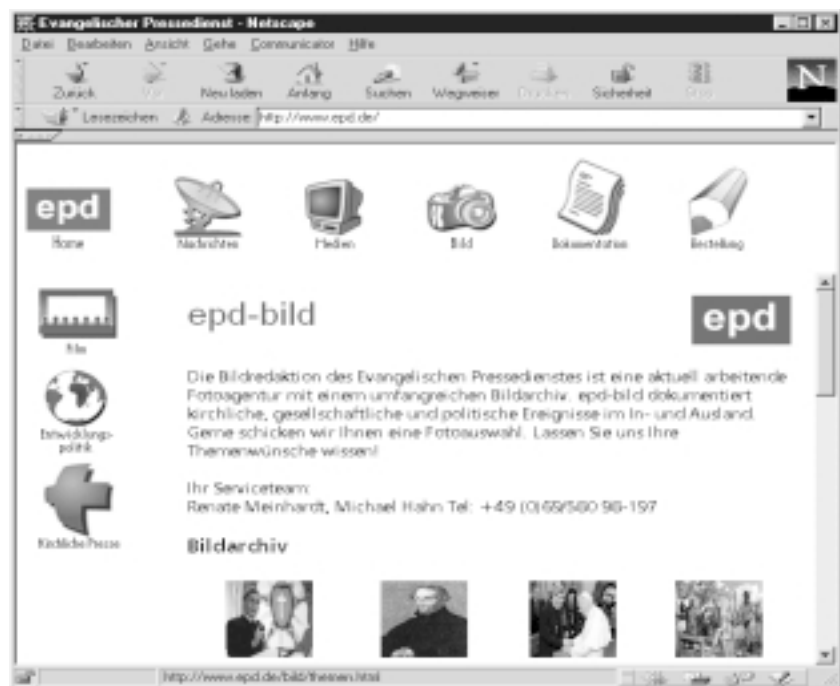 Evangelischer Pressedienst - Netscape
Datei Bearbeiten Ansicht Gehe Communicator Hilfe
Zurück Vor Neu laden Anfang Suchen Wegweiser Drucken Sicherheit Stop
Lesezeichen Adresse http://www.epd.de/
N
epd
Home Nachrichten Medien Bild Dokumentation Bestellung
Film
Entwicklungs-
politik
Kirchliche Presse
epd-bild
epd
Die Bildredaktion des Evangelischen Pressedienstes ist eine aktuell arbeitende
Fotoagentur mit einem umfangreichen Bildarchiv. epd-bild dokumentiert
kirchliche, gesellschaftliche und politische Ereignisse im In- und Ausland.
Gerne schicken wir Ihnen eine Fotoauswahl. Lassen Sie uns Ihre
Themenwünsche wissen!
Ihr Serviceteam:
Renate Meinhardt, Michael Hahn Tel: +49 (0)69/580 98-197
Bildarchiv
http://www.epd.de/bild/themen.html